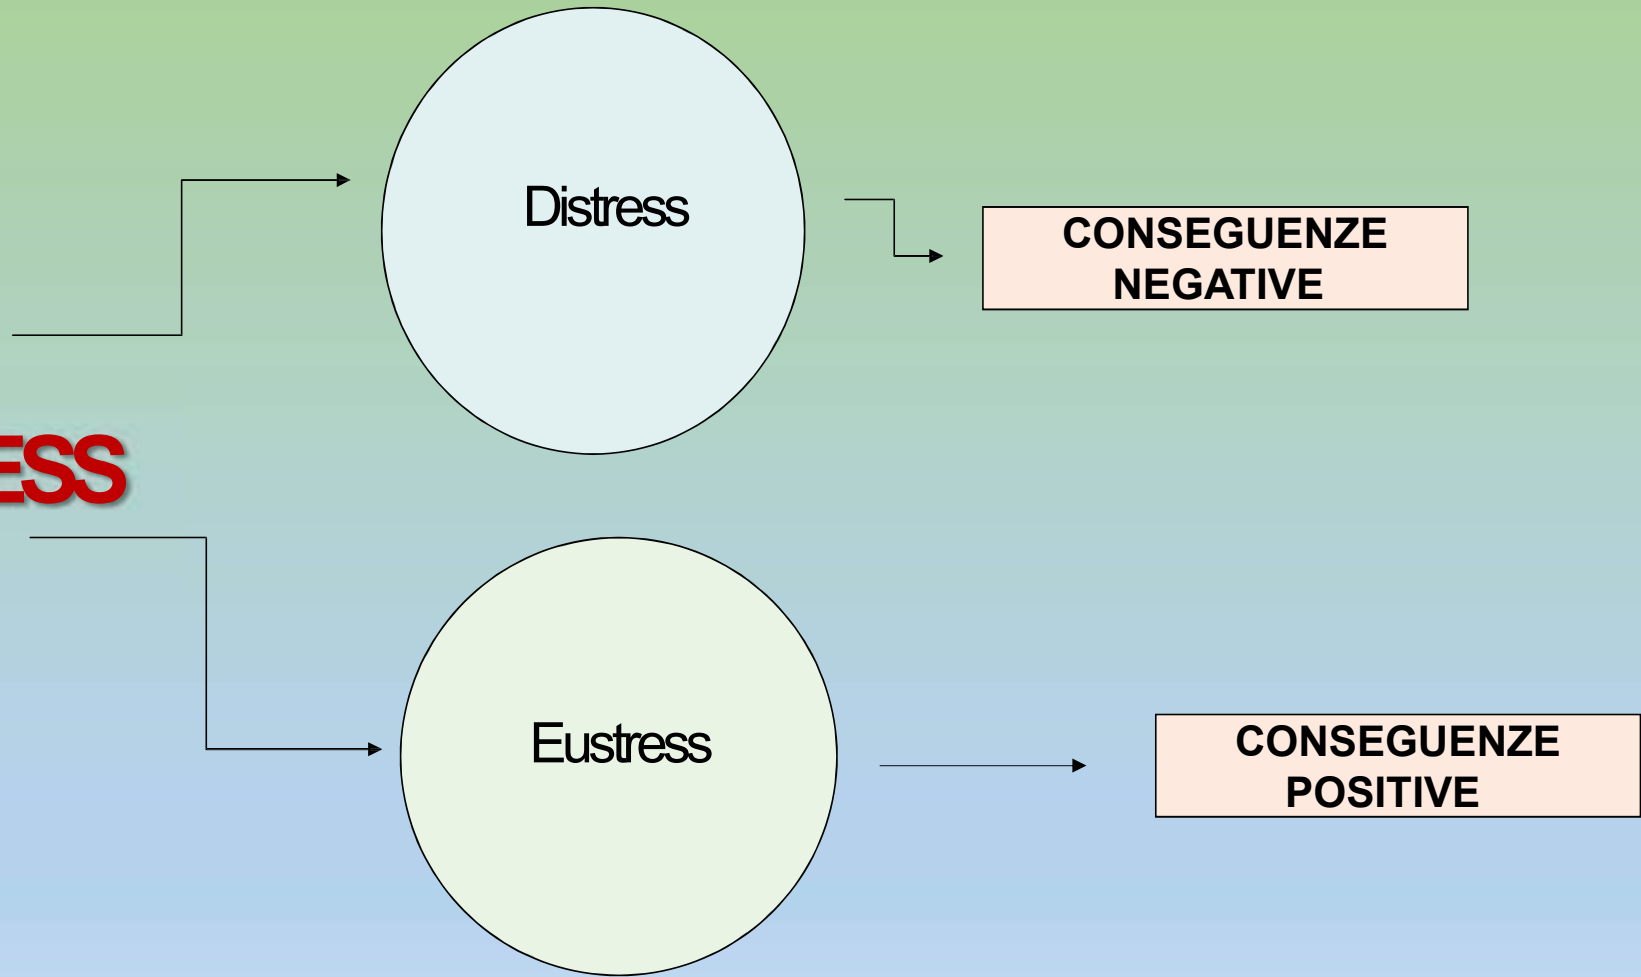 Distress
CONSEGUENZE
NEGATIVE
ESS
Eustress
CONSEGUENZE
POSITIVE